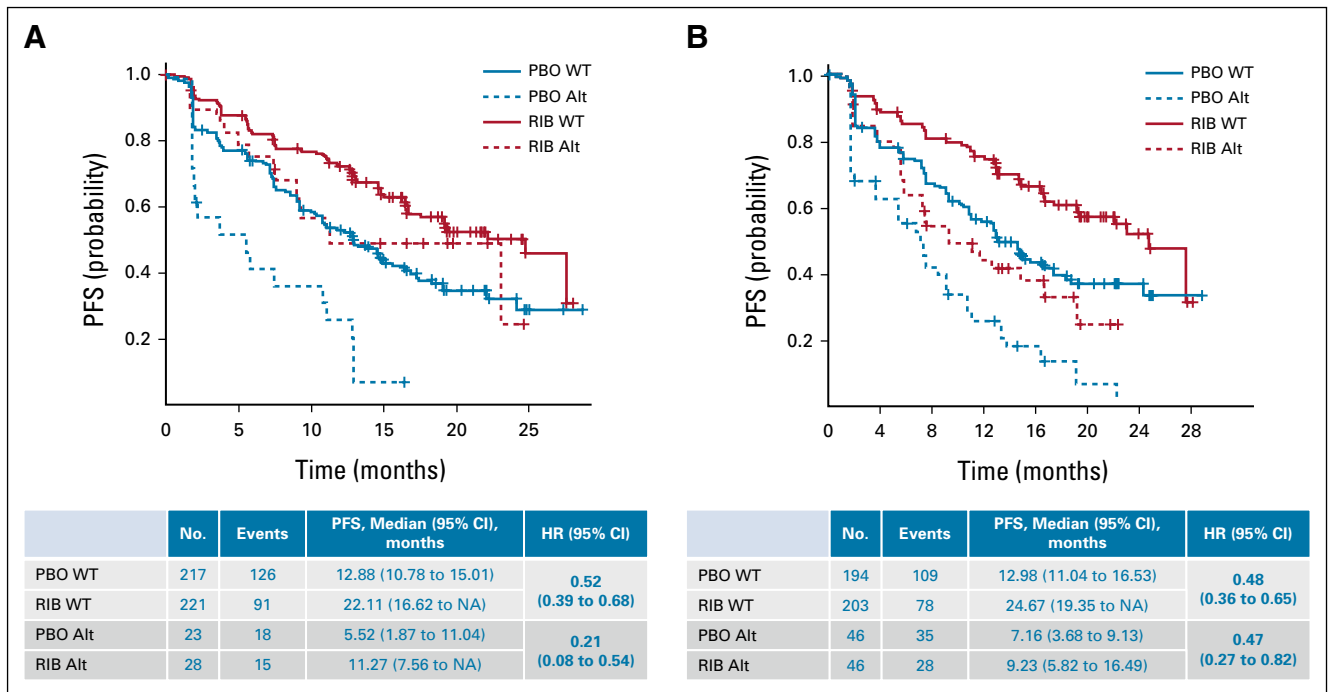 A
B
PBO WT
PBO Alt
RIB WT
RIB Alt
PFS (probability)
1.0
0.8
0.6
0.4
0.2
0 5 10 15 20 25
Time (months)
PBO WT
PBO Alt
RIB WT
RIB Alt
PFS (probability)
1.0
0.8
0.6
0.4
0.2
0 4 8 12 16 20 24 28
Time (months)
No. Events PFS, Median (95% CI), months HR (95% CI)
PBO WT 217 126 12.88 (10.78 to 15.01) 0.52
(0.39 to 0.68)
RIB WT 221 91 22.11 (16.62 to NA)
PBO Alt 23 18 5.52 (1.87 to 11.04) 0.21
(0.08 to 0.54)
RIB Alt 28 15 11.27 (7.56 to NA)
No. Events PFS, Median (95% CI), months HR (95% CI)
PBO WT 194 109 12.98 (11.04 to 16.53) 0.48
(0.36 to 0.65)
RIB WT 203 78 24.67 (19.35 to NA)
PBO Alt 46 35 7.16 (3.68 to 9.13) 0.47
(0.27 to 0.82)
RIB Alt 46 28 9.23 (5.82 to 16.49)